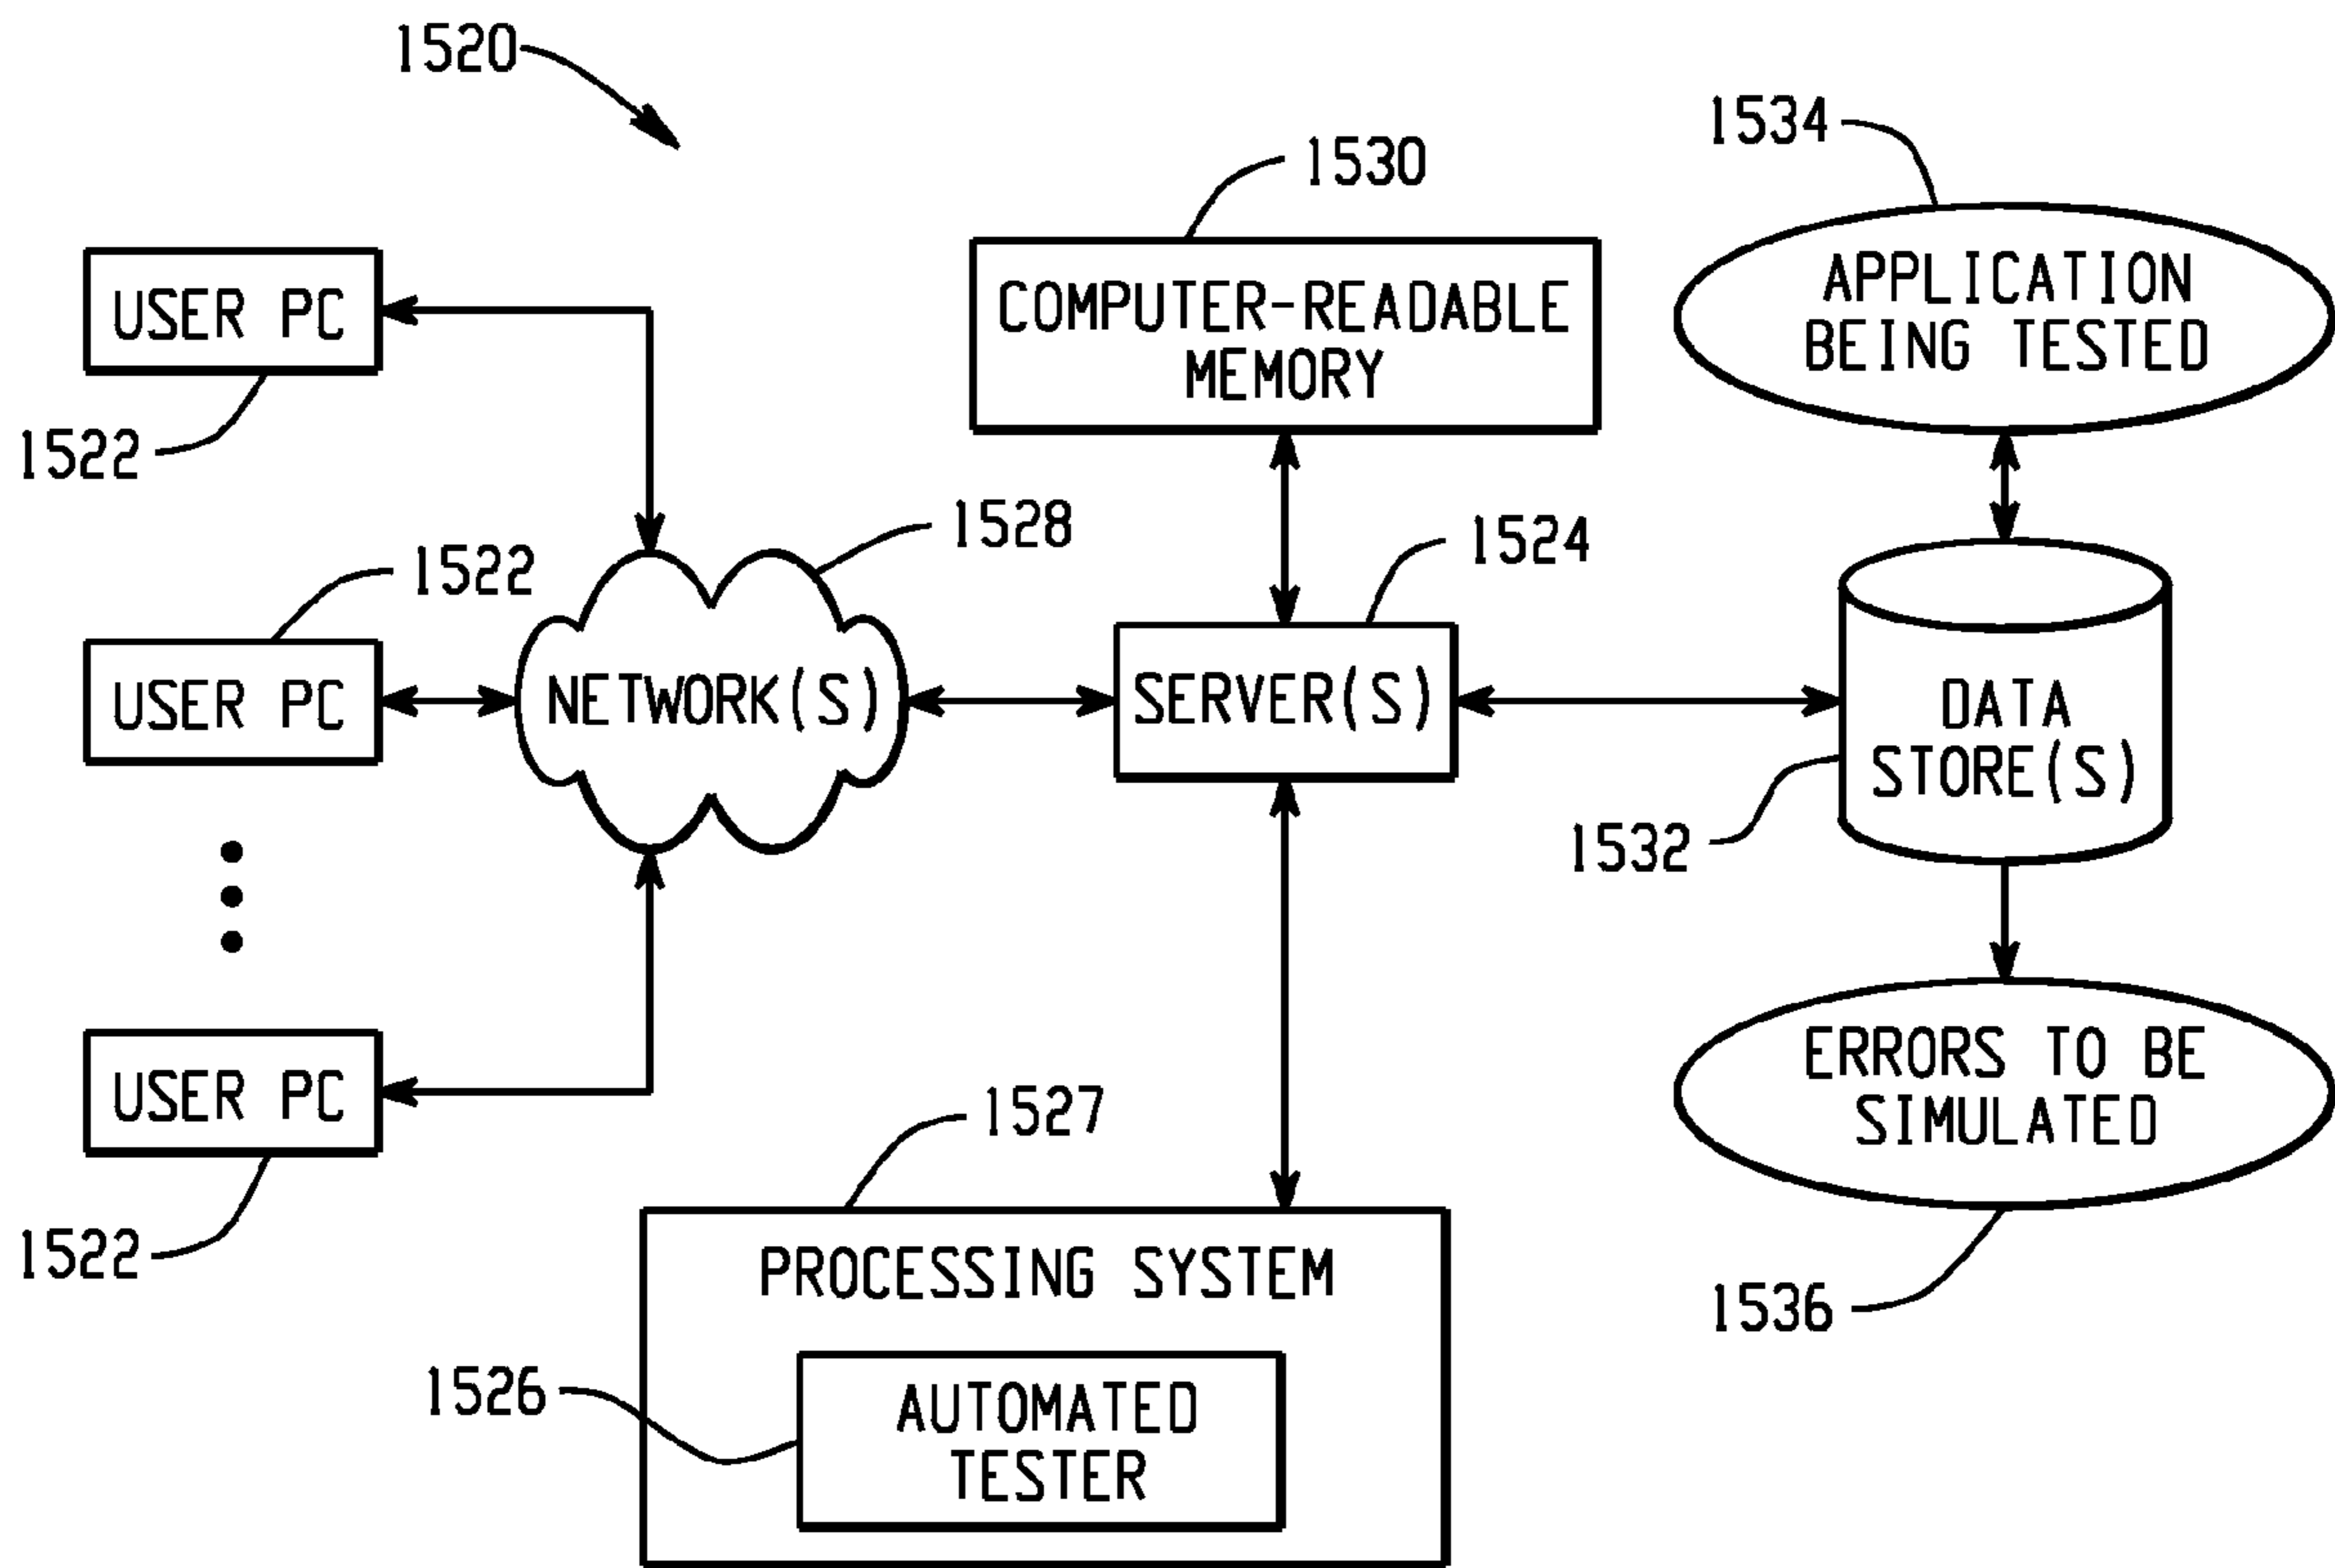 1520
1534
1530
USER PC
COMPUTER-READABLE
MEMORY
APPLICATION
BEING TESTED
1522
1528
1524
1522
USER PC
NETWORK(S)
SERVER(S)
DATA
STORE(S)
1532
USER PC
ERRORS TO BE
SIMULATED
1527
1522
PROCESSING SYSTEM
1536
1526
AUTOMATED
TESTER